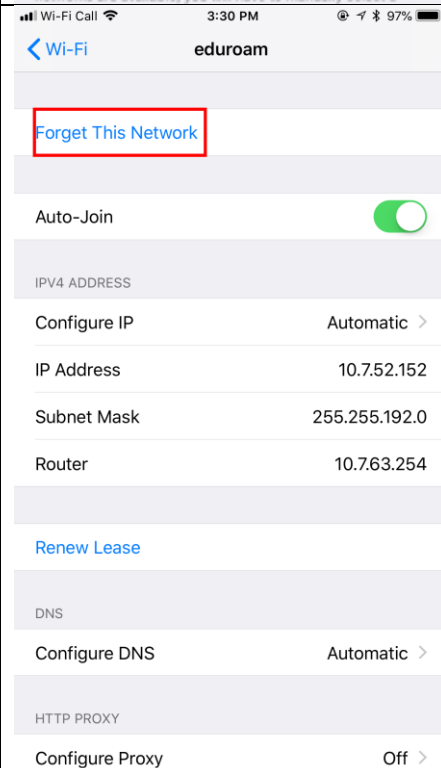 Wi-Fi Call 3:30 PM 97%
Wi-Fi eduroam
Forget This Network
Auto-Join
IPV4 ADDRESS
Configure IP Automatic
IP Address 10.7.52.152
Subnet Mask 255.255.192.0
Router 10.7.63.254
Renew Lease
DNS
Configure DNS Automatic
HTTP PROXY
Configure Proxy Off